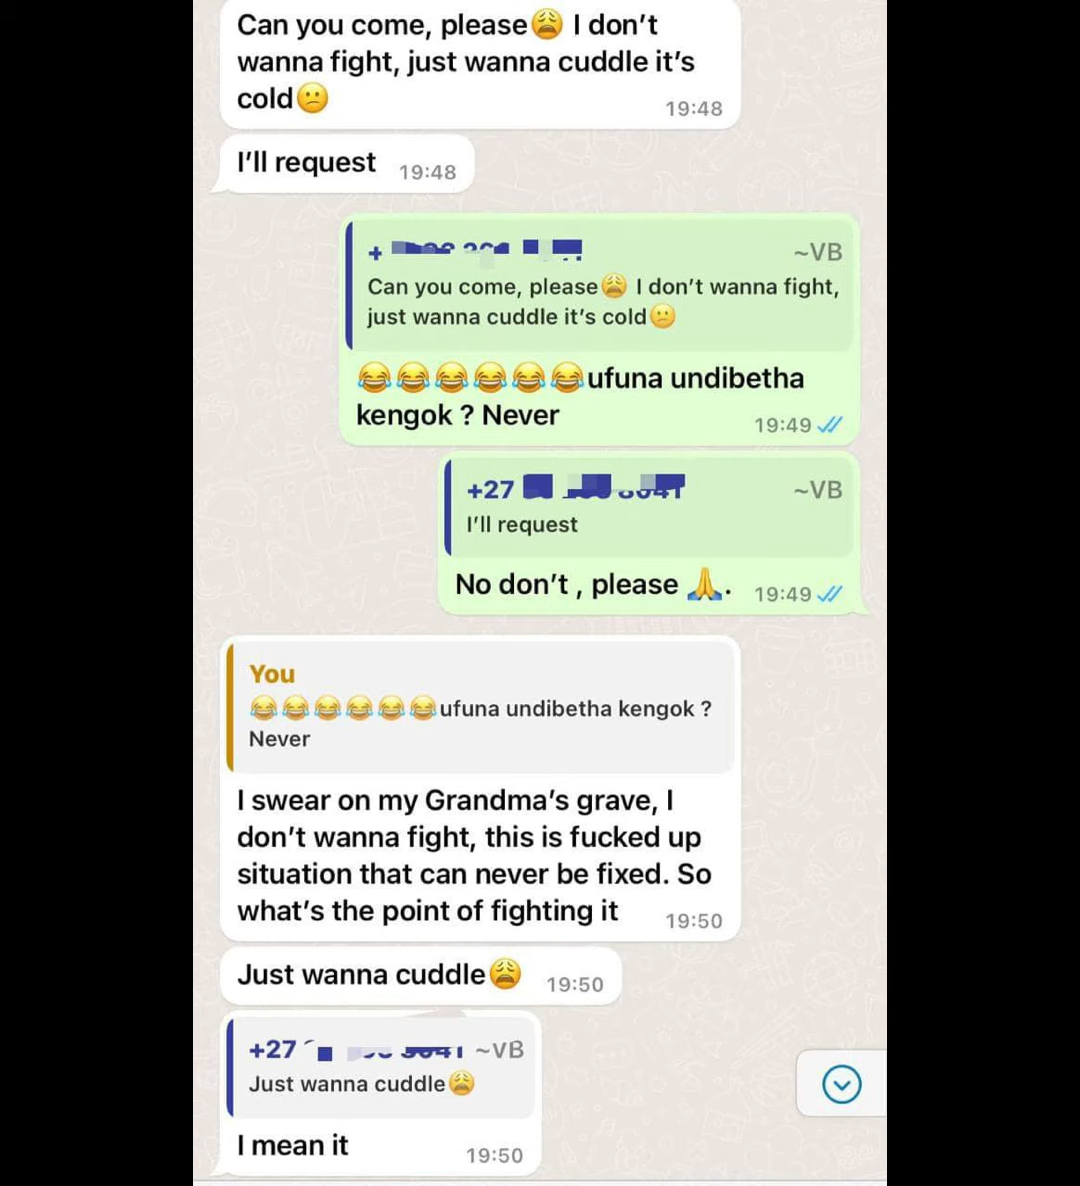 Can you come, please😩 I don't
wanna fight, just wanna cuddle it's
cold😕
19:48
I'll request 19:48
+ ~VB
Can you come, please😩 I don't wanna fight,
just wanna cuddle it's cold😕
😂😂😂😂😂😂ufuna undibetha
kengok ? Never
19:49
+27 ~VB
I'll request
No don't , please 🙏. 19:49
You
😂😂😂😂😂😂ufuna undibetha kengok ?
Never
I swear on my Grandma's grave, I
don't wanna fight, this is fucked up
situation that can never be fixed. So
what's the point of fighting it 19:50
Just wanna cuddle😩 19:50
+27 ~VB
Just wanna cuddle😩
I mean it 19:50